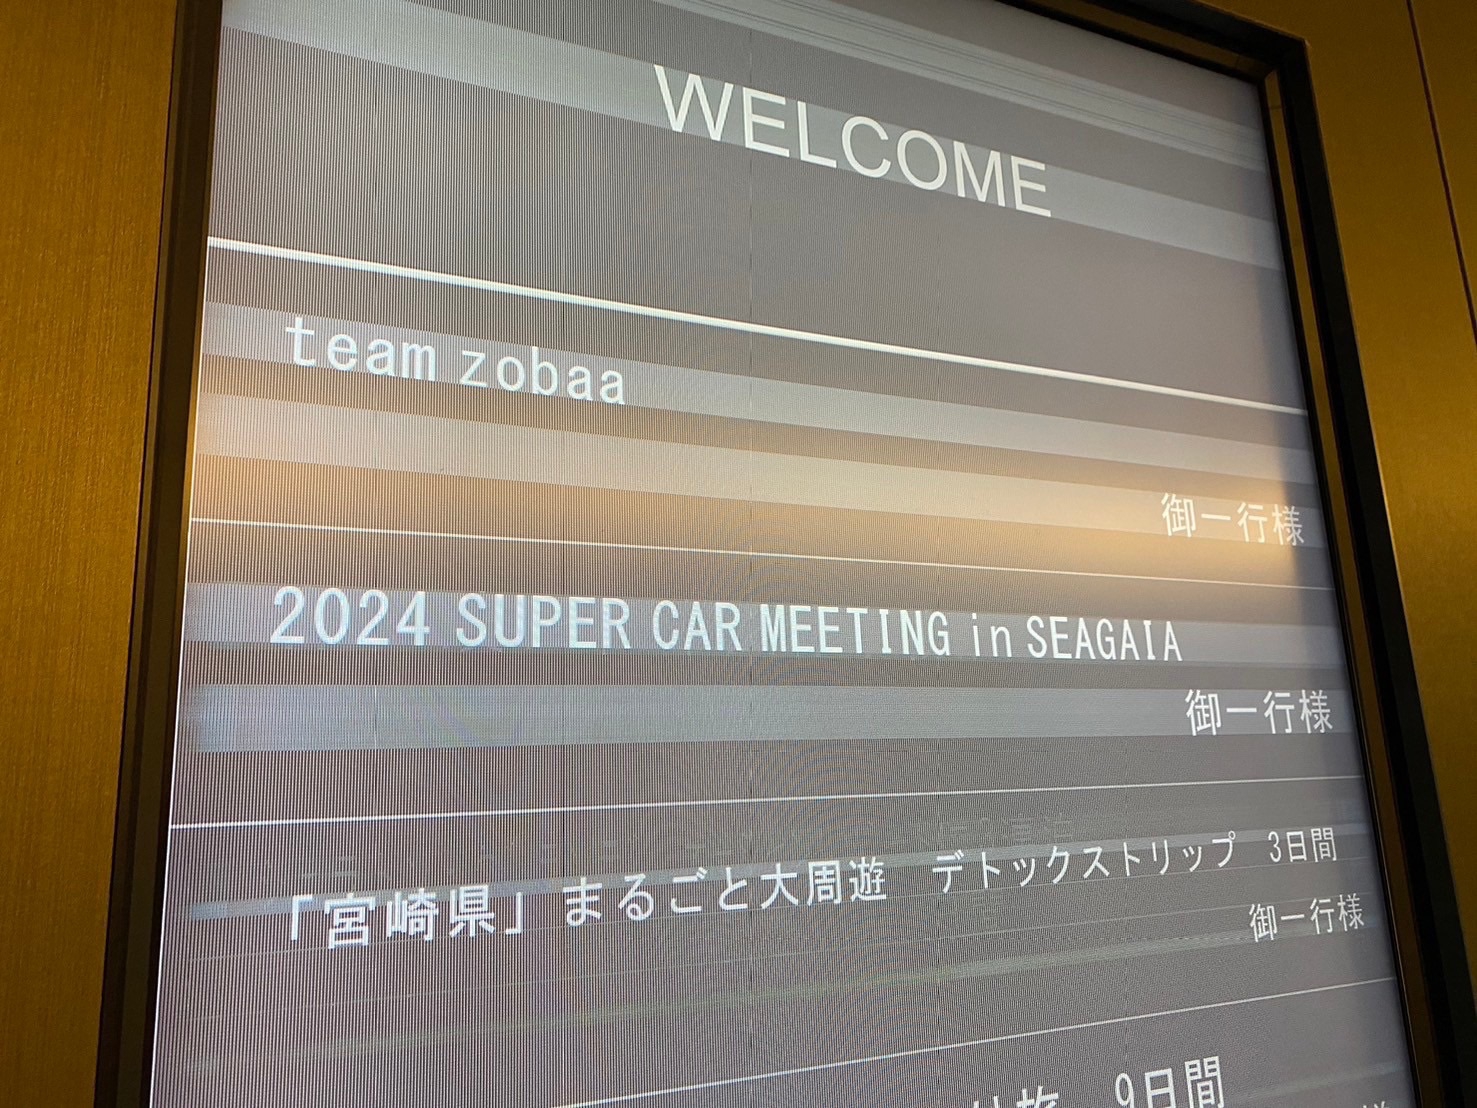 WELCOME
team zobaa
御一行様
2024 SUPER CAR MEETING in SEAGAIA
御一行様
「宮崎県」まるごと大周遊　デトックストリップ　3日間
御一行様
旅　9日間
様